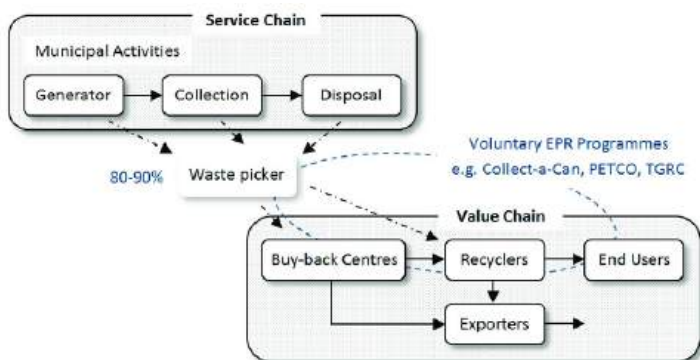 Service Chain
Municipal Activities
Generator
Collection
Disposal
Voluntary EPR Programmes
e.g. Collect-a-Can, PETCO, TGRC
80-90%
Waste picker
Value Chain
Buy-back Centres
Recyclers
End Users
Exporters